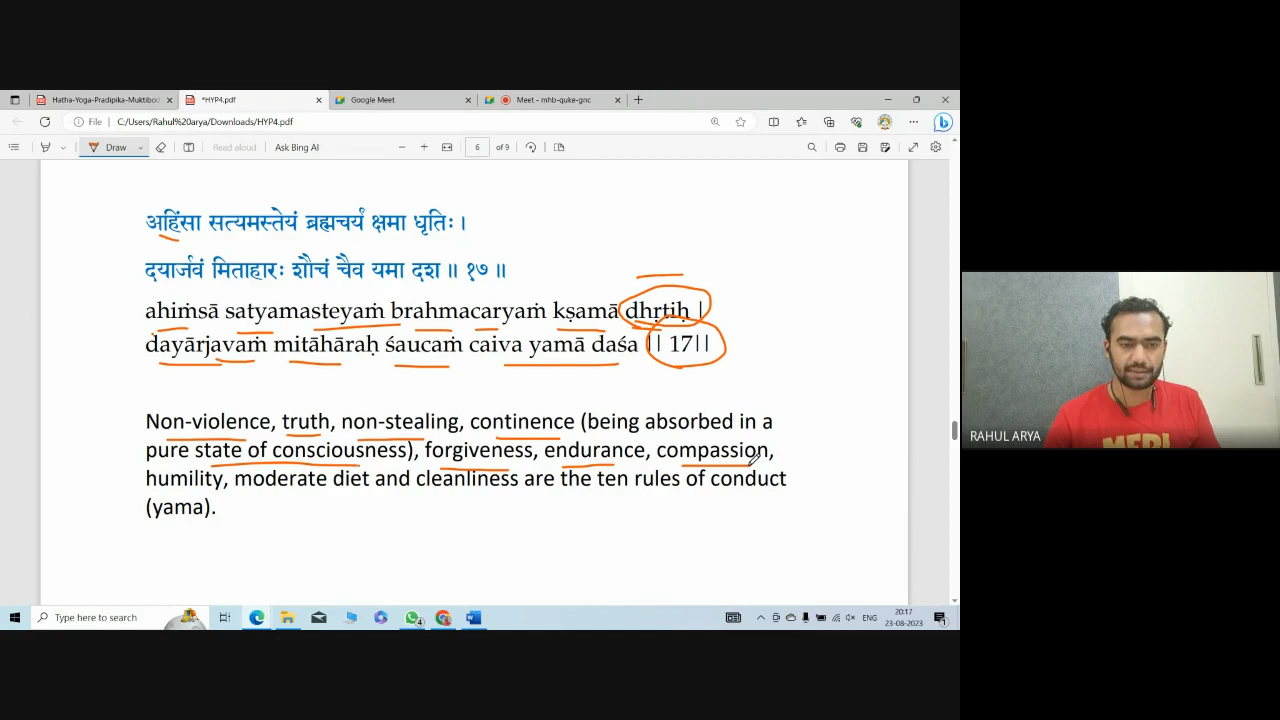 Hatha-Yoga-Pradipika-Muktibod
*HYP4.pdf
Google Meet
Meet - mhb-quke-gnc
File
C:/Users/Rahul%20arya/Downloads/HYP4.pdf
Draw
Read aloud
Ask Bing AI
6
of 9
अहिंसा सत्यमस्तेयं ब्रह्मचर्यं क्षमा धृतिः ।
दयार्जवं मिताहारः शौचं चैव यमा दश ॥ १७ ॥
ahiṁsā satyamasteyaṁ brahmacaryaṁ kṣamā dhṛtiḥ |
dayārjavaṁ mitāhāraḥ śaucaṁ caiva yamā daśa || 17||
Non-violence, truth, non-stealing, continence (being absorbed in a
pure state of consciousness), forgiveness, endurance, compassion,
humility, moderate diet and cleanliness are the ten rules of conduct
(yama).
RAHUL ARYA
Type here to search
4
ENG
20:17
23-08-2023
1